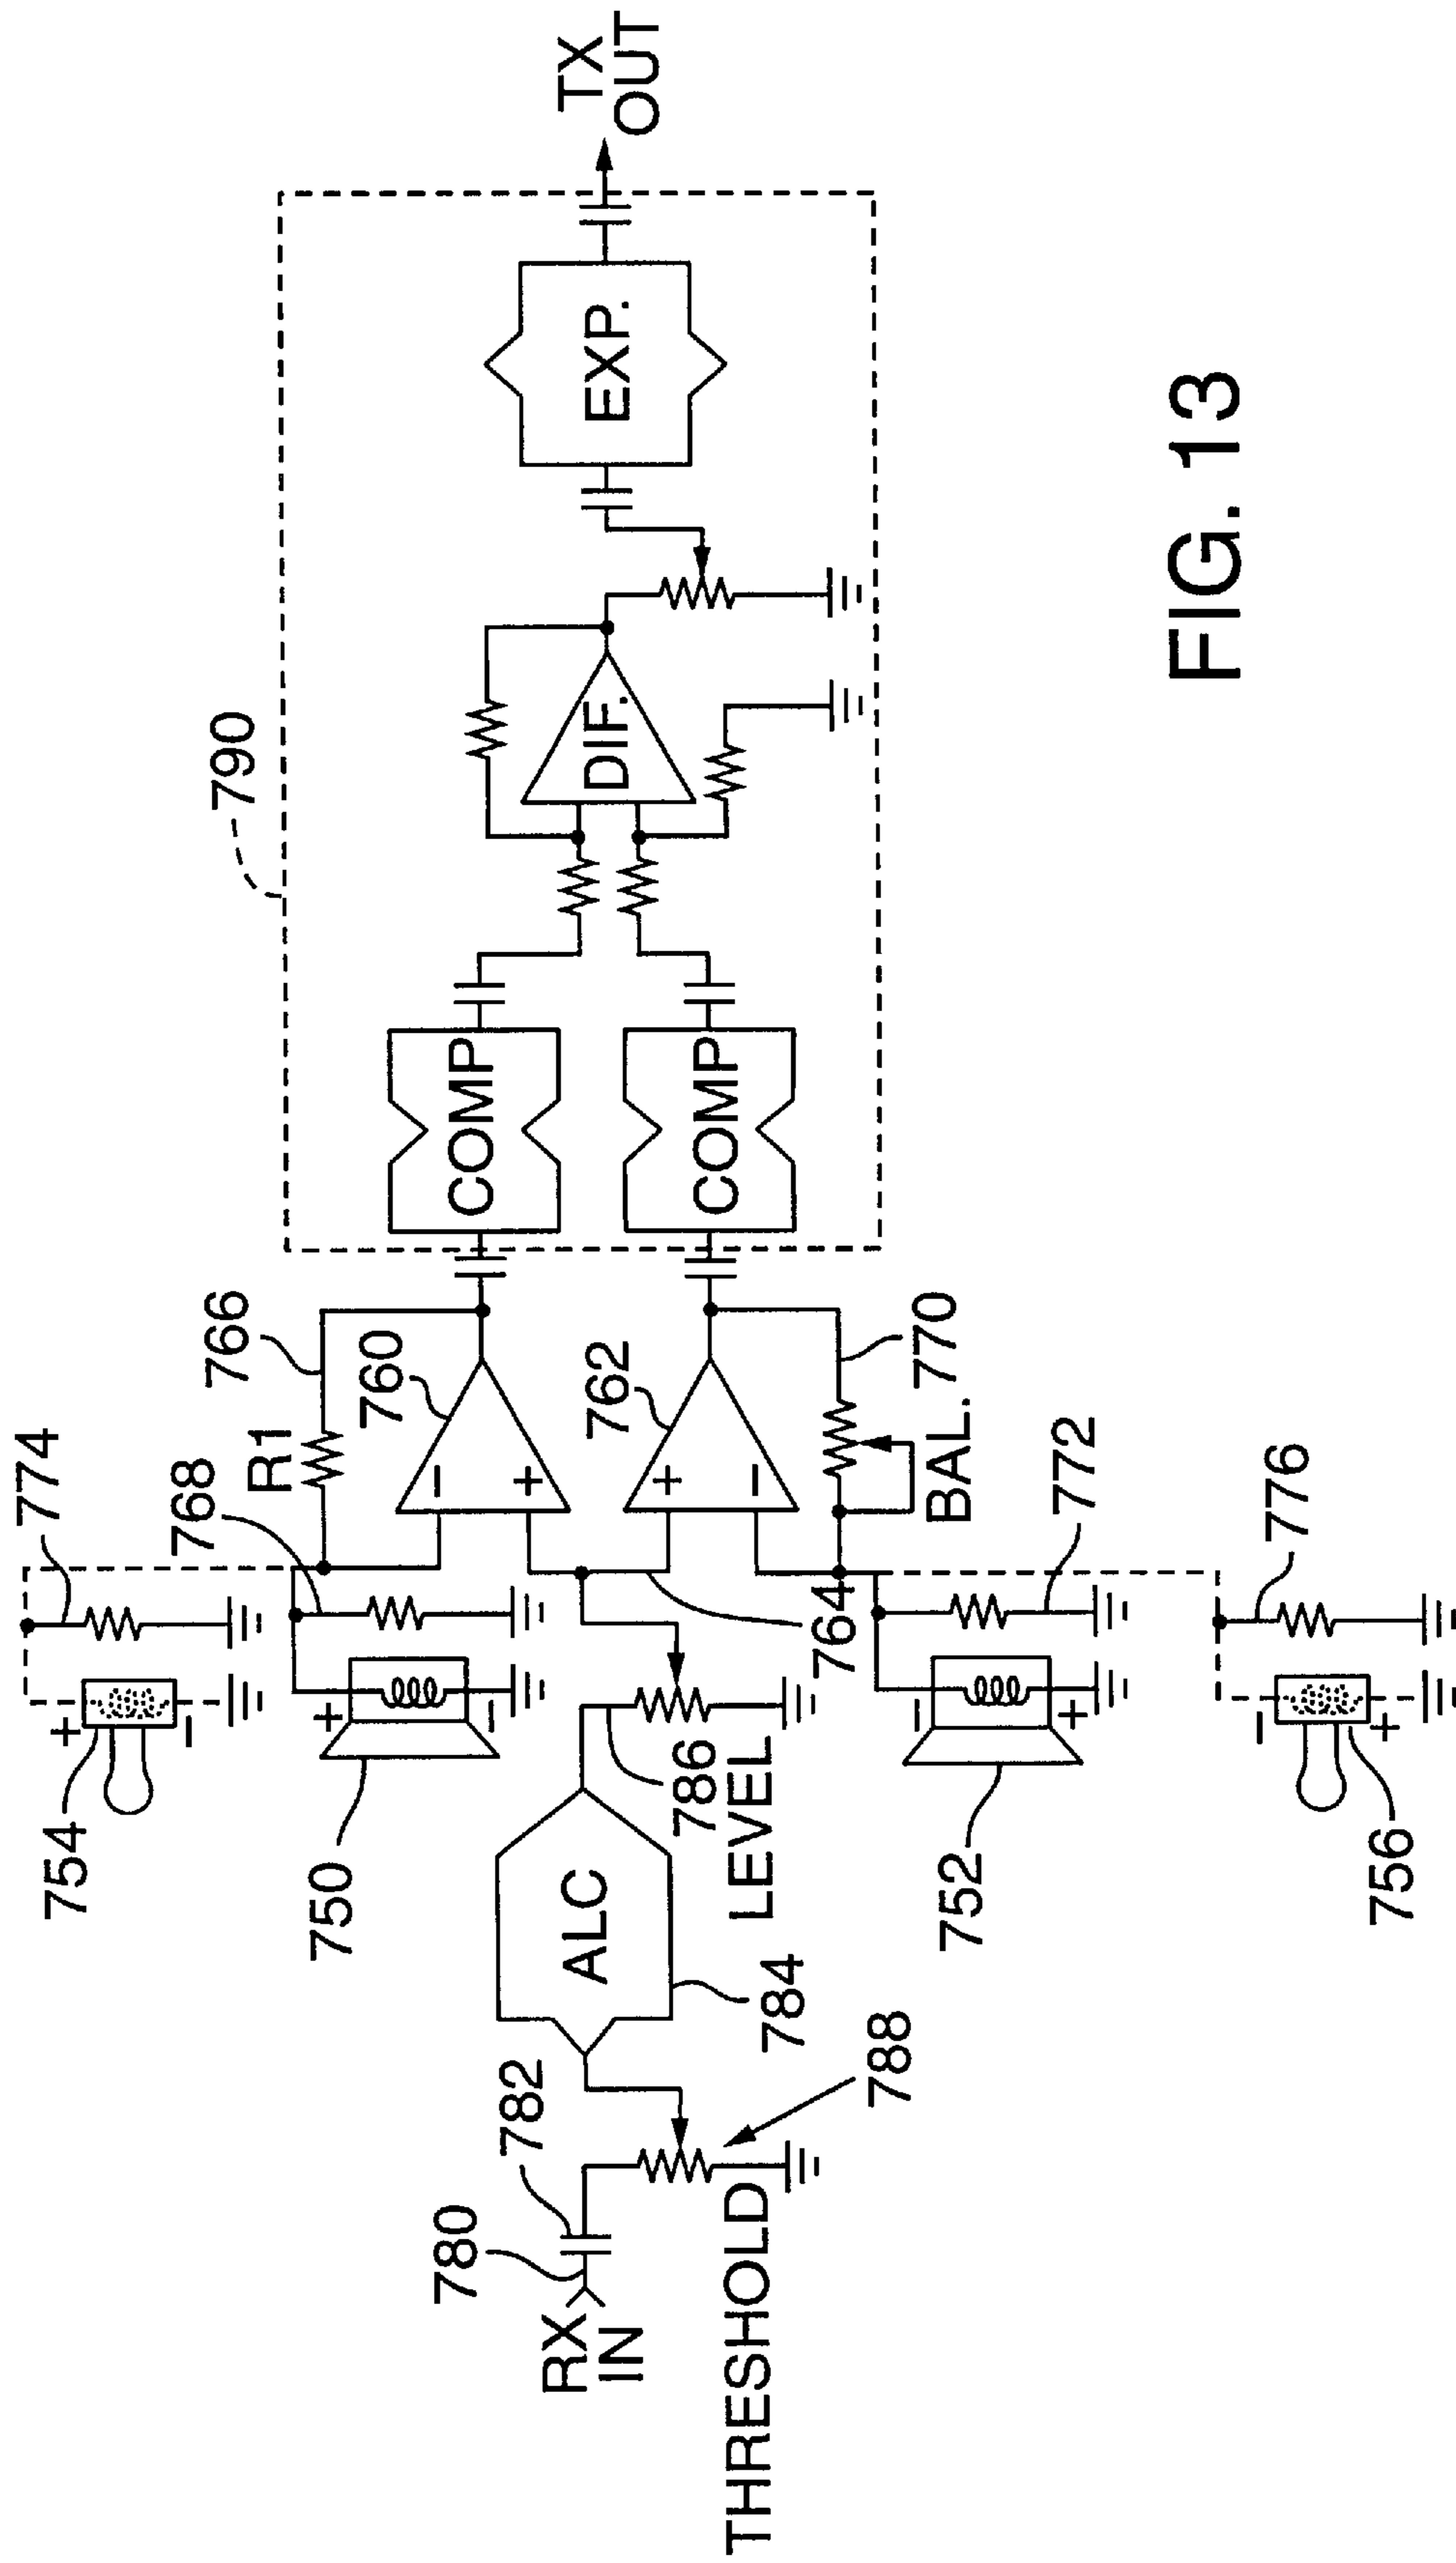 774
754
+
−
768
R1
766
750
+
−
760
−
+
790
COMP
DIF.
EXP.
TX
OUT
780
782
RX
IN
ALC
THRESHOLD
788
784
786
LEVEL
764
762
+
−
COMP
770
BAL.
752
−
+
772
756
−
+
776
FIG. 13